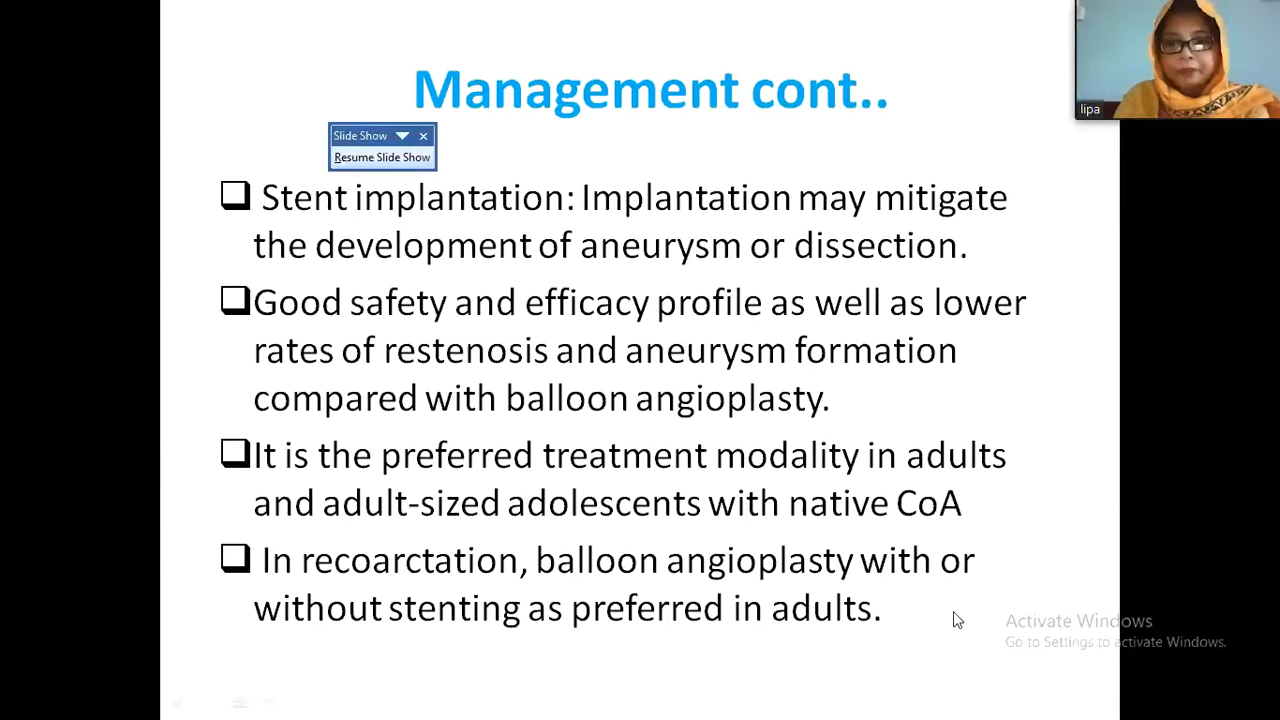 Management cont..
lipa
Slide Show
Resume Slide Show
Stent implantation: Implantation may mitigate
the development of aneurysm or dissection.
Good safety and efficacy profile as well as lower
rates of restenosis and aneurysm formation
compared with balloon angioplasty.
It is the preferred treatment modality in adults
and adult-sized adolescents with native CoA
In recoarctation, balloon angioplasty with or
without stenting as preferred in adults.
Activate Windows
Go to Settings to activate Windows.